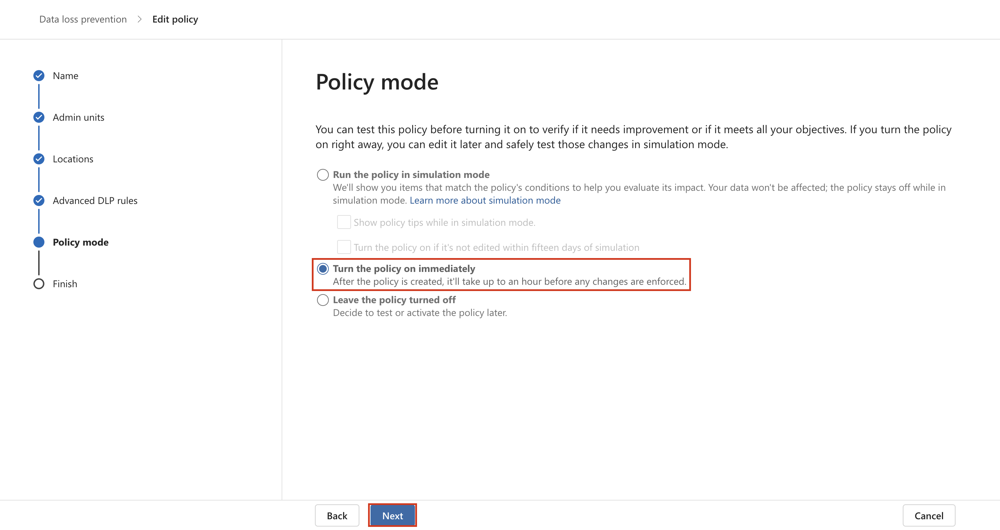 Data loss prevention > Edit policy
Name
Admin units
Locations
Advanced DLP rules
Policy mode
Finish
Policy mode
You can test this policy before turning it on to verify if it needs improvement or if it meets all your objectives. If you turn the policy
on right away, you can edit it later and safely test those changes in simulation mode.
Run the policy in simulation mode
We'll show you items that match the policy's conditions to help you evaluate its impact. Your data won't be affected; the policy stays off while in
simulation mode. Learn more about simulation mode
Show policy tips while in simulation mode.
Turn the policy on if it's not edited within fifteen days of simulation
Turn the policy on immediately
After the policy is created, it'll take up to an hour before any changes are enforced.
Leave the policy turned off
Decide to test or activate the policy later.
Back
Next
Cancel